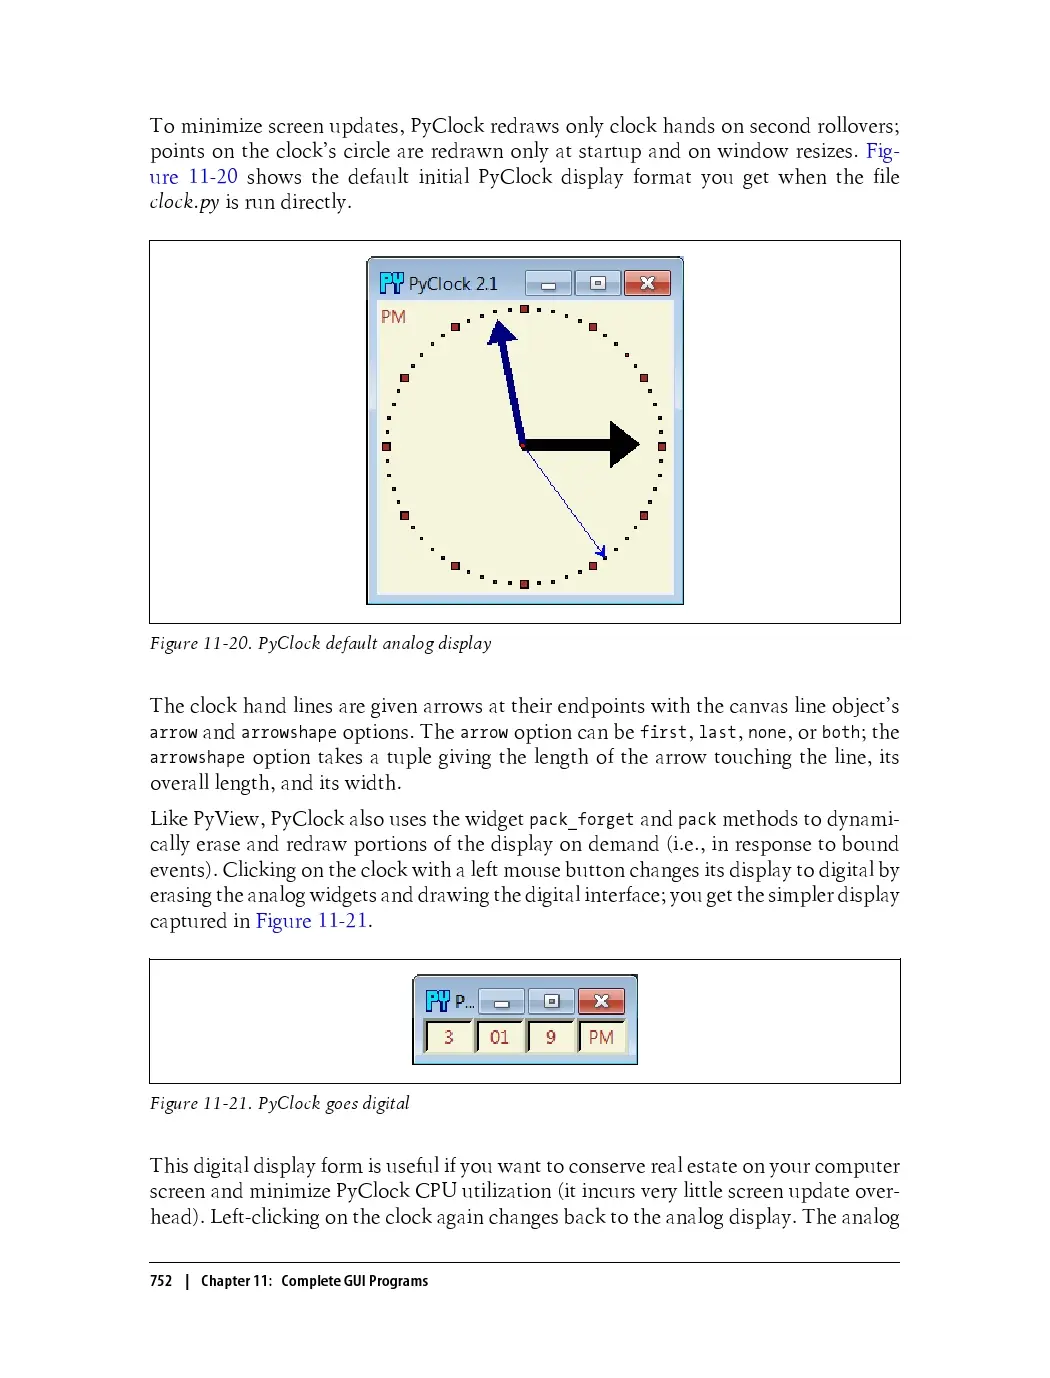 To minimize screen updates, PyClock redraws only clock hands on second rollovers;
points on the clock’s circle are redrawn only at startup and on window resizes. Fig-
ure 11-20 shows the default initial PyClock display format you get when the file
clock.py is run directly.
PY PyClock 2.1
PM
Figure 11-20. PyClock default analog display
The clock hand lines are given arrows at their endpoints with the canvas line object’s
arrow and arrowshape options. The arrow option can be first, last, none, or both; the
arrowshape option takes a tuple giving the length of the arrow touching the line, its
overall length, and its width.
Like PyView, PyClock also uses the widget pack_forget and pack methods to dynami-
cally erase and redraw portions of the display on demand (i.e., in response to bound
events). Clicking on the clock with a left mouse button changes its display to digital by
erasing the analog widgets and drawing the digital interface; you get the simpler display
captured in Figure 11-21.
PY P...
3 01 9 PM
Figure 11-21. PyClock goes digital
This digital display form is useful if you want to conserve real estate on your computer
screen and minimize PyClock CPU utilization (it incurs very little screen update over-
head). Left-clicking on the clock again changes back to the analog display. The analog
752 | Chapter 11: Complete GUI Programs